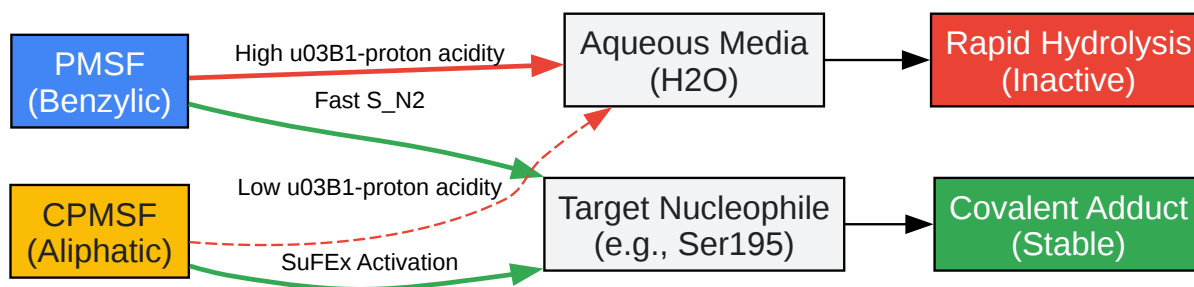 PMSF
(Benzylic)
High u03B1-proton acidity
Fast S_N2
Aqueous Media
(H2O)
Rapid Hydrolysis
(Inactive)
CPMSF
(Aliphatic)
Low u03B1-proton acidity
SuFEx Activation
Target Nucleophile
(e.g., Ser195)
Covalent Adduct
(Stable)